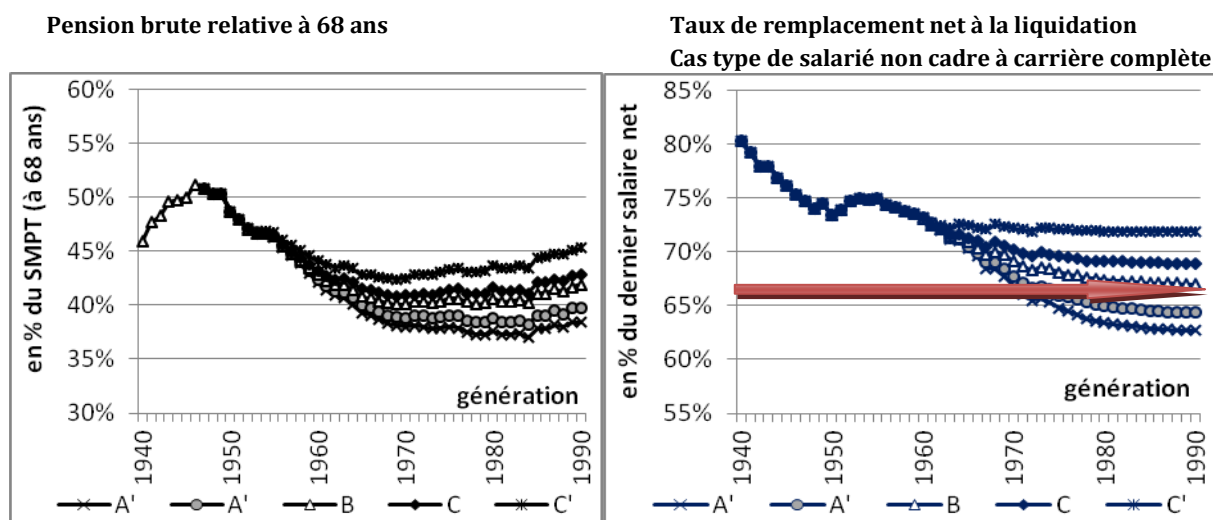 Pension brute relative à 68 ans
en % du SMPT (à 68 ans)
60%
55%
50%
45%
40%
35%
30%
génération
1940
1950
1960
1970
1980
1990
A'
A'
B
C
C'
Taux de remplacement net à la liquidation
Cas type de salarié non cadre à carrière complète
en % du dernier salaire net
85%
80%
75%
70%
65%
60%
55%
génération
1940
1950
1960
1970
1980
1990
A'
A'
B
C
C'